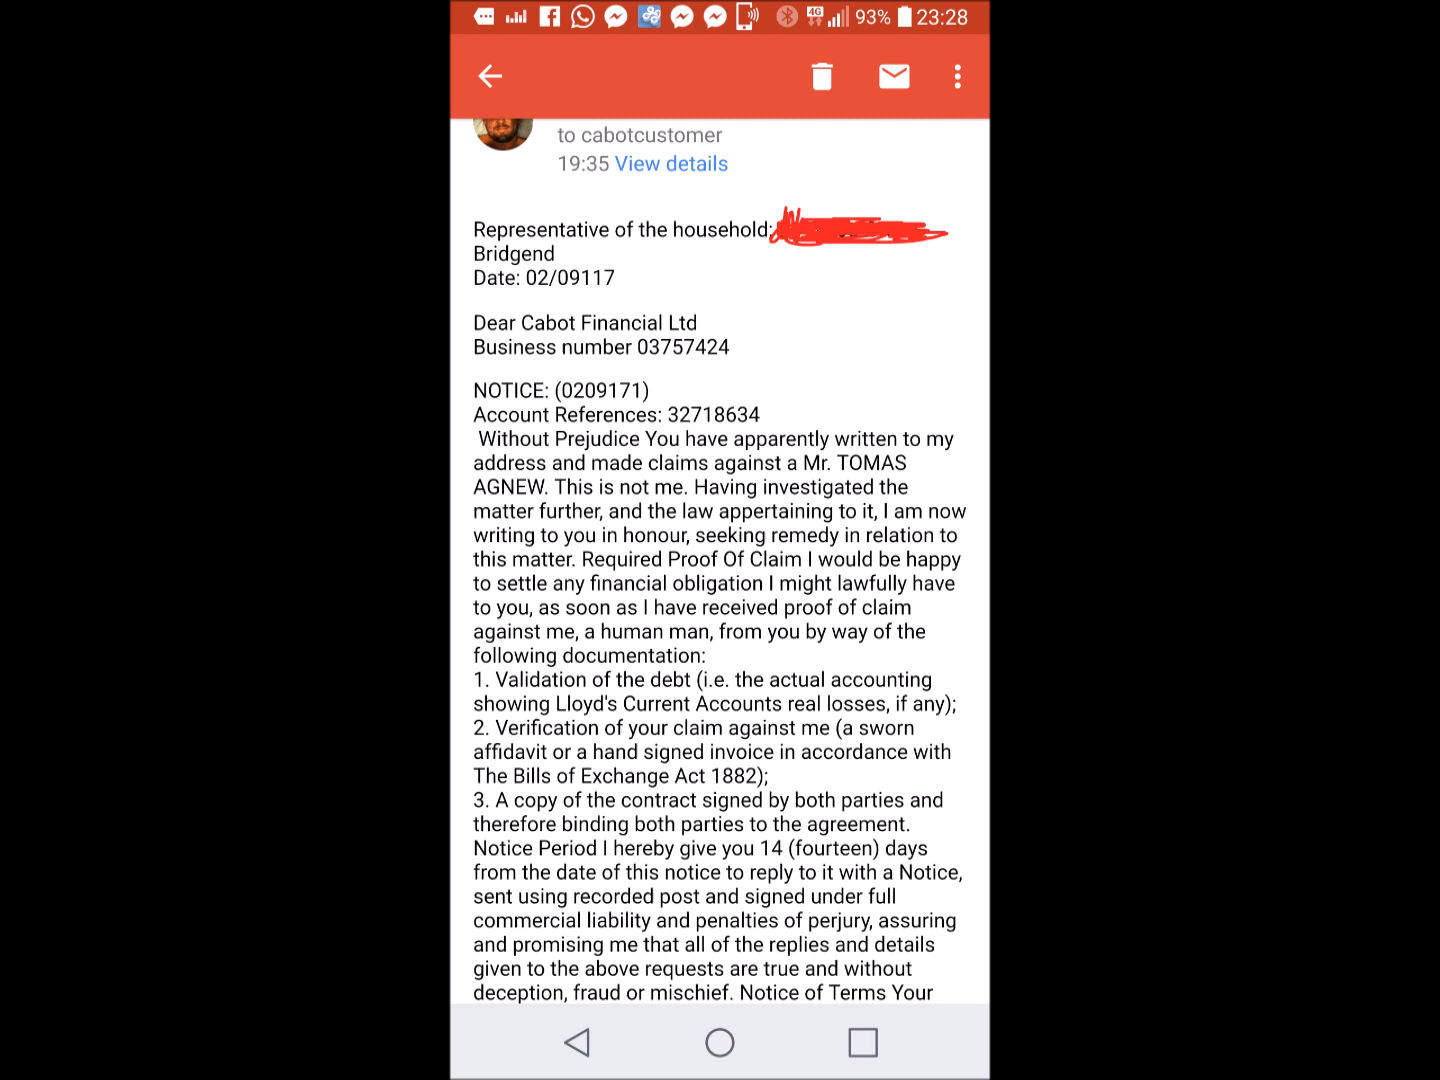 4G 93% 23:28
to cabotcustomer
19:35 View details
Representative of the household:
Bridgend
Date: 02/09117
Dear Cabot Financial Ltd
Business number 03757424
NOTICE: (0209171)
Account References: 32718634
Without Prejudice You have apparently written to my
address and made claims against a Mr. TOMAS
AGNEW. This is not me. Having investigated the
matter further, and the law appertaining to it, I am now
writing to you in honour, seeking remedy in relation to
this matter. Required Proof Of Claim I would be happy
to settle any financial obligation I might lawfully have
to you, as soon as I have received proof of claim
against me, a human man, from you by way of the
following documentation:
1. Validation of the debt (i.e. the actual accounting
showing Lloyd's Current Accounts real losses, if any);
2. Verification of your claim against me (a sworn
affidavit or a hand signed invoice in accordance with
The Bills of Exchange Act 1882);
3. A copy of the contract signed by both parties and
therefore binding both parties to the agreement.
Notice Period I hereby give you 14 (fourteen) days
from the date of this notice to reply to it with a Notice,
sent using recorded post and signed under full
commercial liability and penalties of perjury, assuring
and promising me that all of the replies and details
given to the above requests are true and without
deception, fraud or mischief. Notice of Terms Your